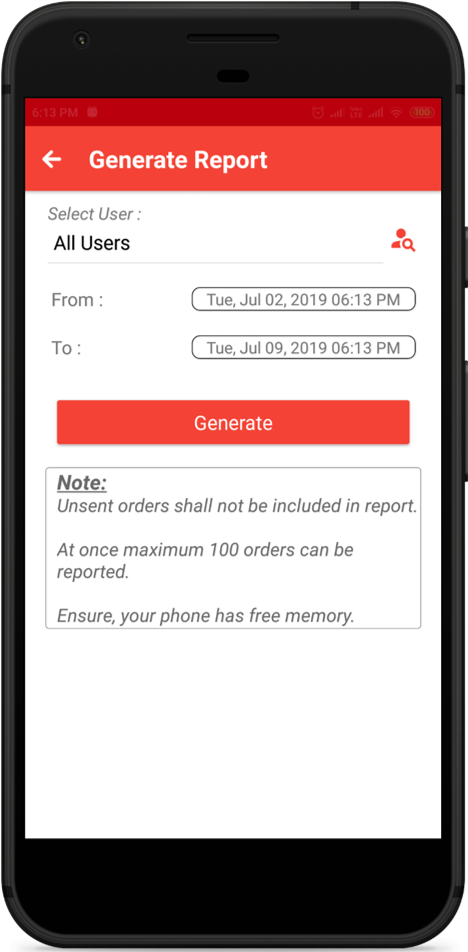 6:13 PM
100
Generate Report
Select User :
All Users
From :
Tue, Jul 02, 2019 06:13 PM
To :
Tue, Jul 09, 2019 06:13 PM
Generate
Note:
Unsent orders shall not be included in report.
At once maximum 100 orders can be
reported.
Ensure, your phone has free memory.